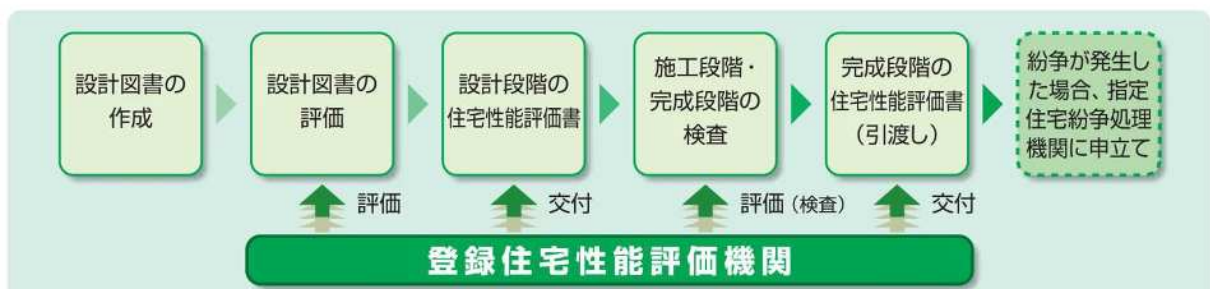 設計図書の
作成
設計図書の
評価
設計段階の
住宅性能評価書
施工段階・
完成段階の
検査
完成段階の
住宅性能評価書
(引渡し)
紛争が発生し
た場合、指定
住宅紛争処理
機関に申立て
評価
交付
評価(検査)
交付
登録住宅性能評価機関